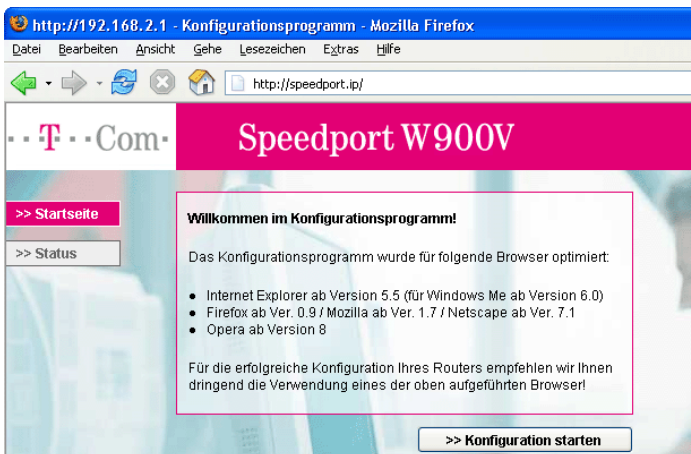 http://192.168.2.1 - Konfigurationsprogramm - Mozilla Firefox
Datei Bearbeiten Ansicht Gehe Lesezeichen Extras Hilfe
http://speedport.ip/
··T··Com· Speedport W900V
>> Startseite
>> Status
Willkommen im Konfigurationsprogramm!
Das Konfigurationsprogramm wurde für folgende Browser optimiert:
● Internet Explorer ab Version 5.5 (für Windows Me ab Version 6.0)
● Firefox ab Ver. 0.9 / Mozilla ab Ver. 1.7 / Netscape ab Ver. 7.1
● Opera ab Version 8
Für die erfolgreiche Konfiguration Ihres Routers empfehlen wir Ihnen
dringend die Verwendung eines der oben aufgeführten Browser!
>> Konfiguration starten